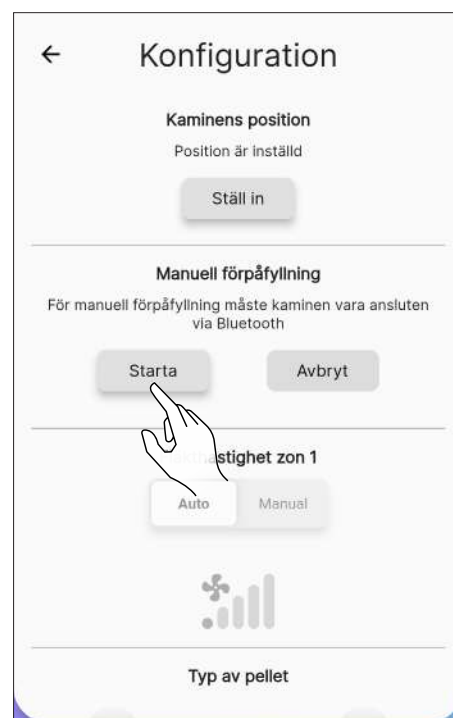 Konfiguration
Kaminens position
Position är inställd
Ställ in
Manuell förpåfyllning
För manuell förpåfyllning måste kaminen vara ansluten
via Bluetooth
Starta Avbryt
zon 1
Auto Manual
Typ av pellet